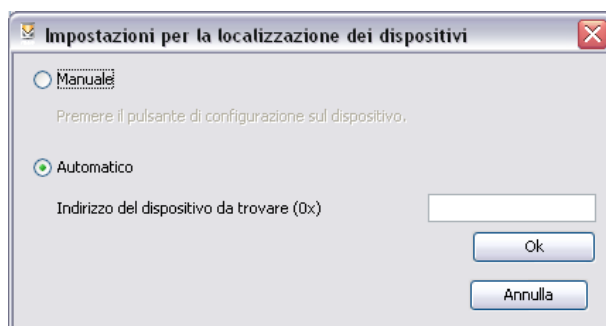 Impostazioni per la localizzazione dei dispositivi
Manuale
Premere il pulsante di configurazione sul dispositivo.
Automatico
Indirizzo del dispositivo da trovare (0x)
Ok
Annulla